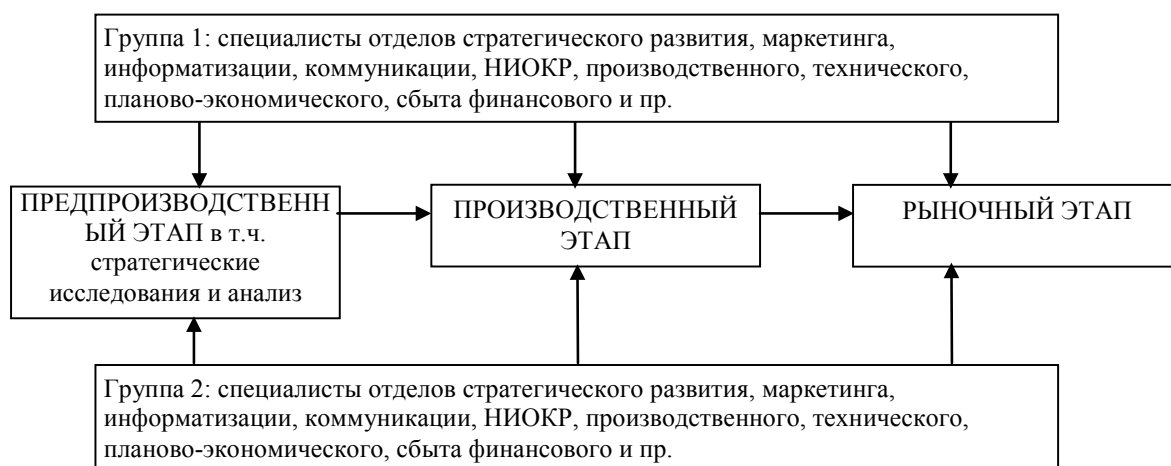 Группа 1: специалисты отделов стратегического развития, маркетинга,
информатизации, коммуникации, НИОКР, производственного, технического,
планово-экономического, сбыта финансового и пр.
ПРЕДПРОИЗВОДСТВЕНН
ЫЙ ЭТАП в т.ч.
стратегические
исследования и анализ
ПРОИЗВОДСТВЕННЫЙ
ЭТАП
РЫНОЧНЫЙ ЭТАП
Группа 2: специалисты отделов стратегического развития, маркетинга,
информатизации, коммуникации, НИОКР, производственного, технического,
планово-экономического, сбыта финансового и пр.